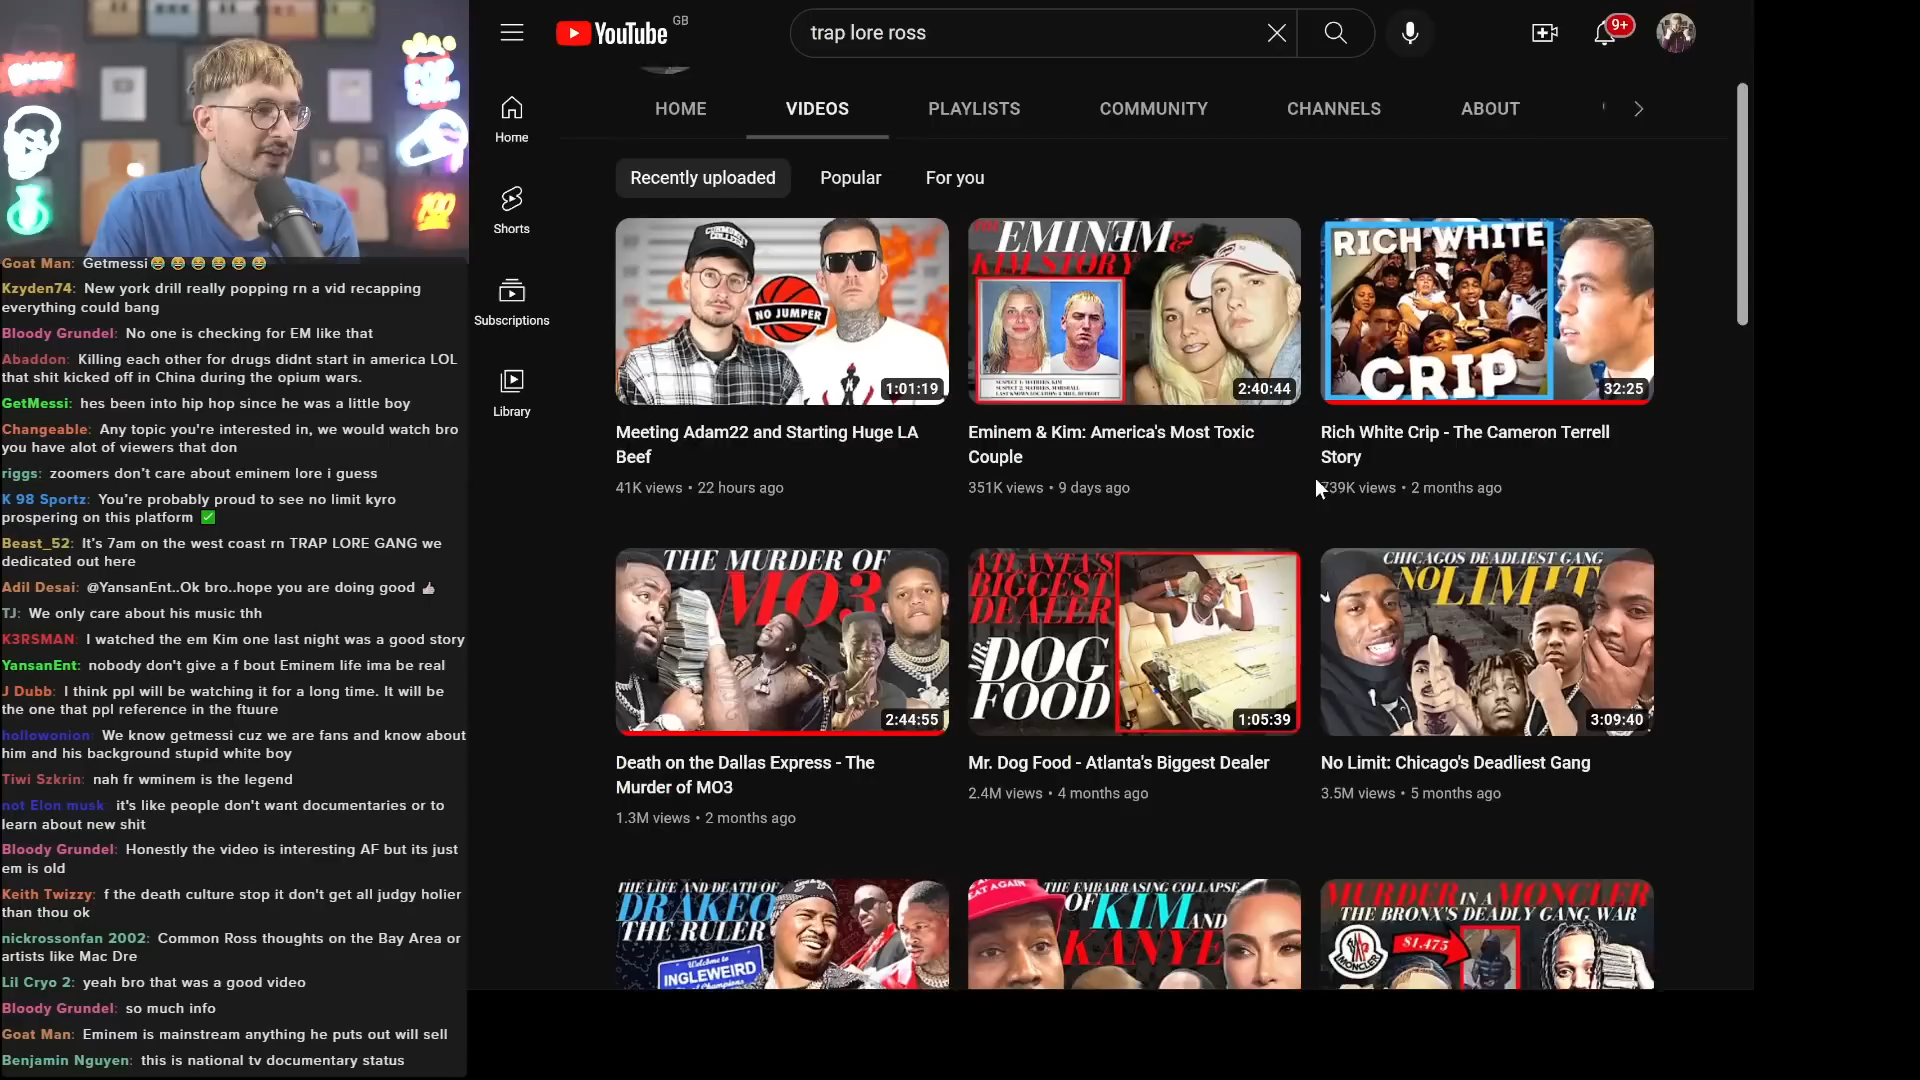 YouTube
GB
trap lore ross
9+
HOME
VIDEOS
PLAYLISTS
COMMUNITY
CHANNELS
ABOUT
Home
Shorts
Subscriptions
Library
Recently uploaded
Popular
For you
COMMUNITY
COLLEGE
NO JUMPER
1:01:19
Meeting Adam22 and Starting Huge LA
Beef
41K views • 22 hours ago
THE EMINEM &
KIM STORY
2:40:44
Eminem & Kim: America's Most Toxic
Couple
351K views • 9 days ago
RICH WHITE
CRIP
32:25
Rich White Crip - The Cameron Terrell
Story
739K views • 2 months ago
THE MURDER OF
MO3
2:44:55
Death on the Dallas Express - The
Murder of MO3
1.3M views • 2 months ago
ATLANTA'S
BIGGEST
DEALER
MR.
DOG
FOOD
1:05:39
Mr. Dog Food - Atlanta's Biggest Dealer
2.4M views • 4 months ago
CHICAGOS DEADLIEST GANG
NO LIMIT
3:09:40
No Limit: Chicago's Deadliest Gang
3.5M views • 5 months ago
THE LIFE AND DEATH OF
DRAKEO
THE RULER
Welcome to
INGLEWEIRD
EAT AGAIN
THE EMBARRASING COLLAPSE
OF KIM AND
KANYE
MURDER IN A MONCLER
THE BRONX'S DEADLY GANG WAR
MONCLER
$1,475
POP
100
Goat Man: Getmessi😂 😂 😂 😂 😂 😂
Kzyden74: New york drill really popping rn a vid recapping
everything could bang
Bloody Grundel: No one is checking for EM like that
Abaddon: Killing each other for drugs didnt start in america LOL
that shit kicked off in China during the opium wars.
GetMessi: hes been into hip hop since he was a little boy
Changeable: Any topic you're interested in, we would watch bro
you have alot of viewers that don
riggs: zoomers don’t care about eminem lore i guess
K 98 Sportz: You’re probably proud to see no limit kyro
prospering on this platform ✅
Beast_52: It’s 7am on the west coast rn TRAP LORE GANG we
dedicated out here
Adil Desai: @YansanEnt..Ok bro..hope you are doing good 👍
TJ: We only care about his music thh
K3RSMAN: I watched the em Kim one last night was a good story
YansanEnt: nobody don't give a f bout Eminem life ima be real
J Dubb: I think ppl will be watching it for a long time. It will be
the one that ppl reference in the ftuure
hollowonion: We know getmessi cuz we are fans and know about
him and his background stupid white boy
Tiwi Szkrin: nah fr wminem is the legend
not Elon musk: it's like people don't want documentaries or to
learn about new shit
Bloody Grundel: Honestly the video is interesting AF but its just
em is old
Keith Twizzy: f the death culture stop it don't get all judgy holier
than thou ok
nickrossonfan 2002: Common Ross thoughts on the Bay Area or
artists like Mac Dre
Lil Cryo 2: yeah bro that was a good video
Bloody Grundel: so much info
Goat Man: Eminem is mainstream anything he puts out will sell
Benjamin Nguyen: this is national tv documentary status